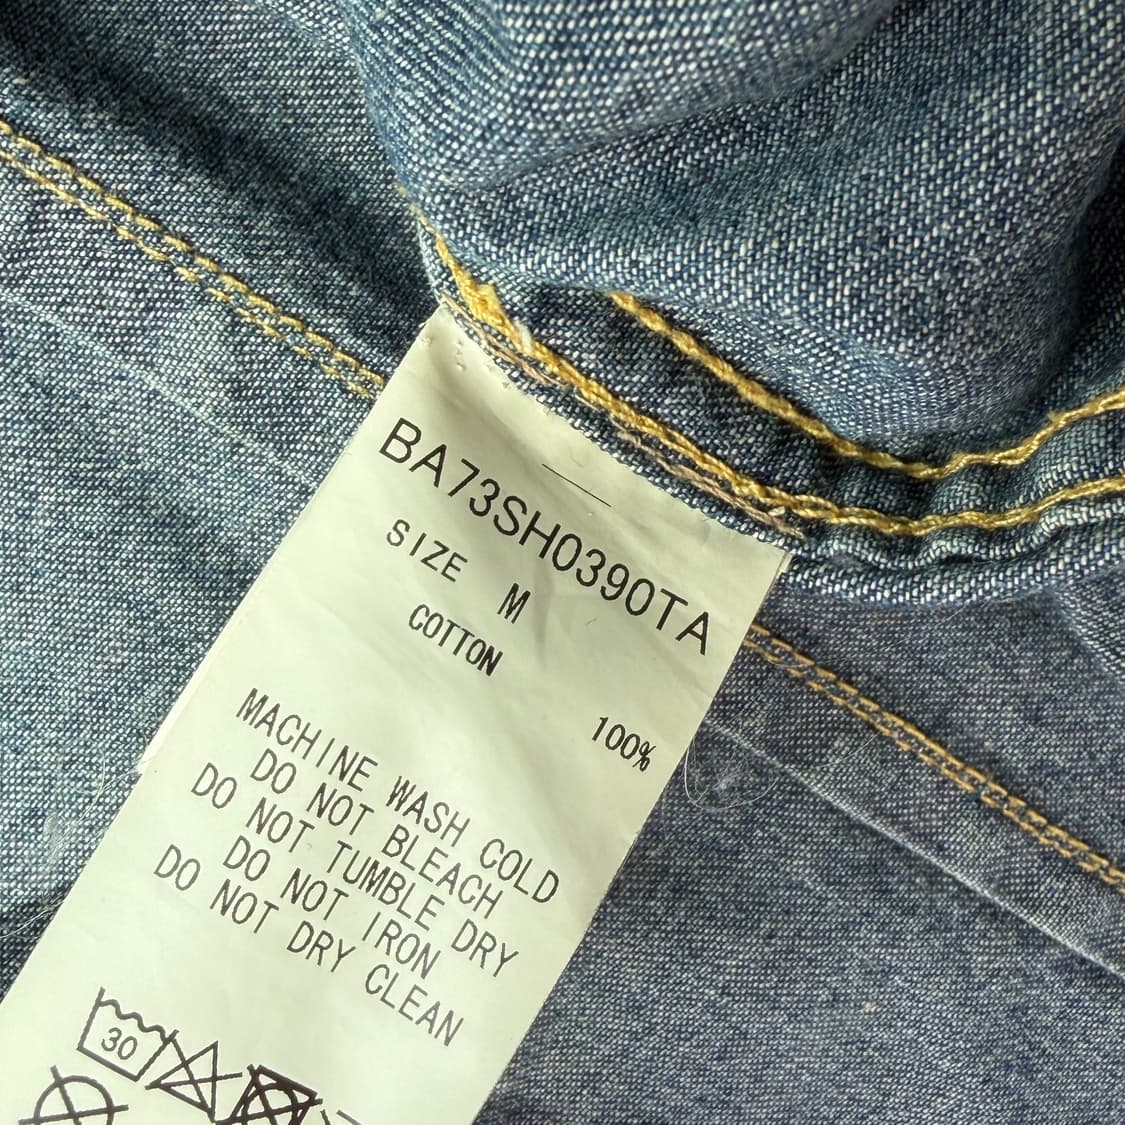 BA73SH0390TA
SIZE M
COTTON 100%
MACHINE WASH COLD
DO NOT BLEACH
DO NOT TUMBLE DRY
DO NOT IRON
DO NOT DRY CLEAN
30